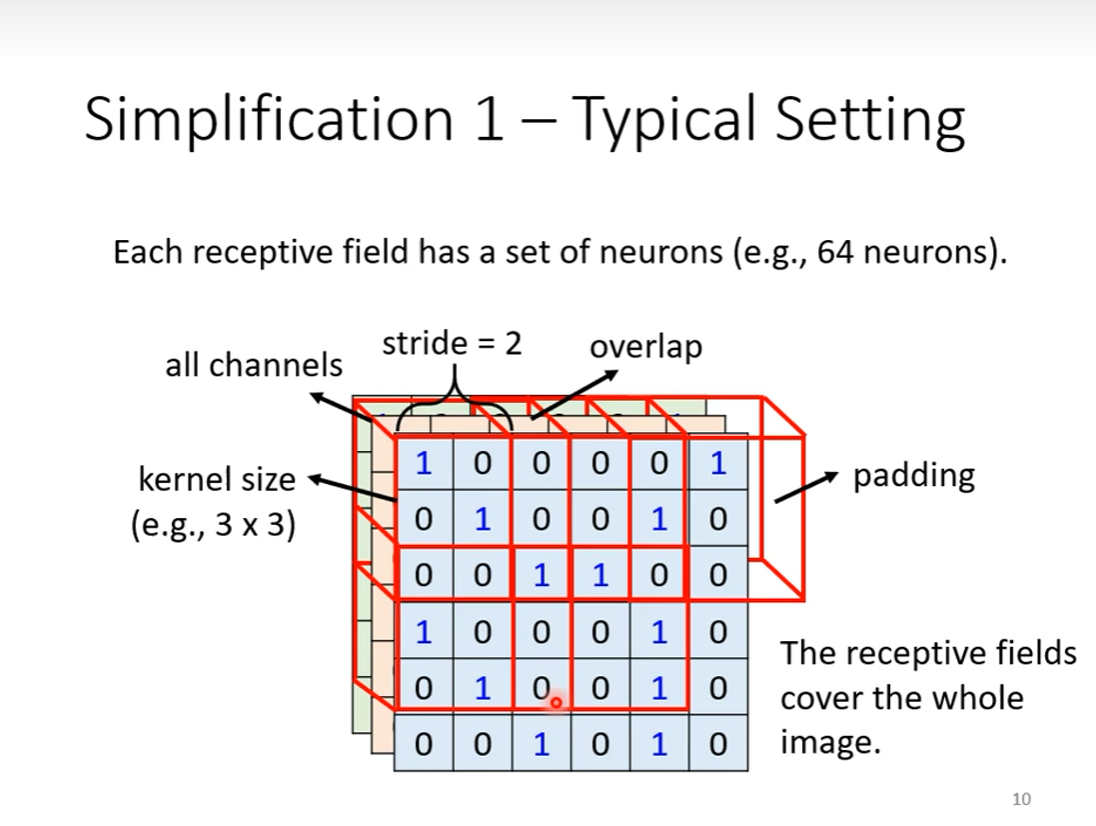 Simplification 1 – Typical Setting
Each receptive field has a set of neurons (e.g., 64 neurons).
stride = 2
overlap
all channels
kernel size
(e.g., 3 x 3)
padding
1 0 0 0 0 1
0 1 0 0 1 0
0 0 1 1 0 0
1 0 0 0 1 0
0 1 0 0 1 0
0 0 1 0 1 0
The receptive fields
cover the whole
image.
10